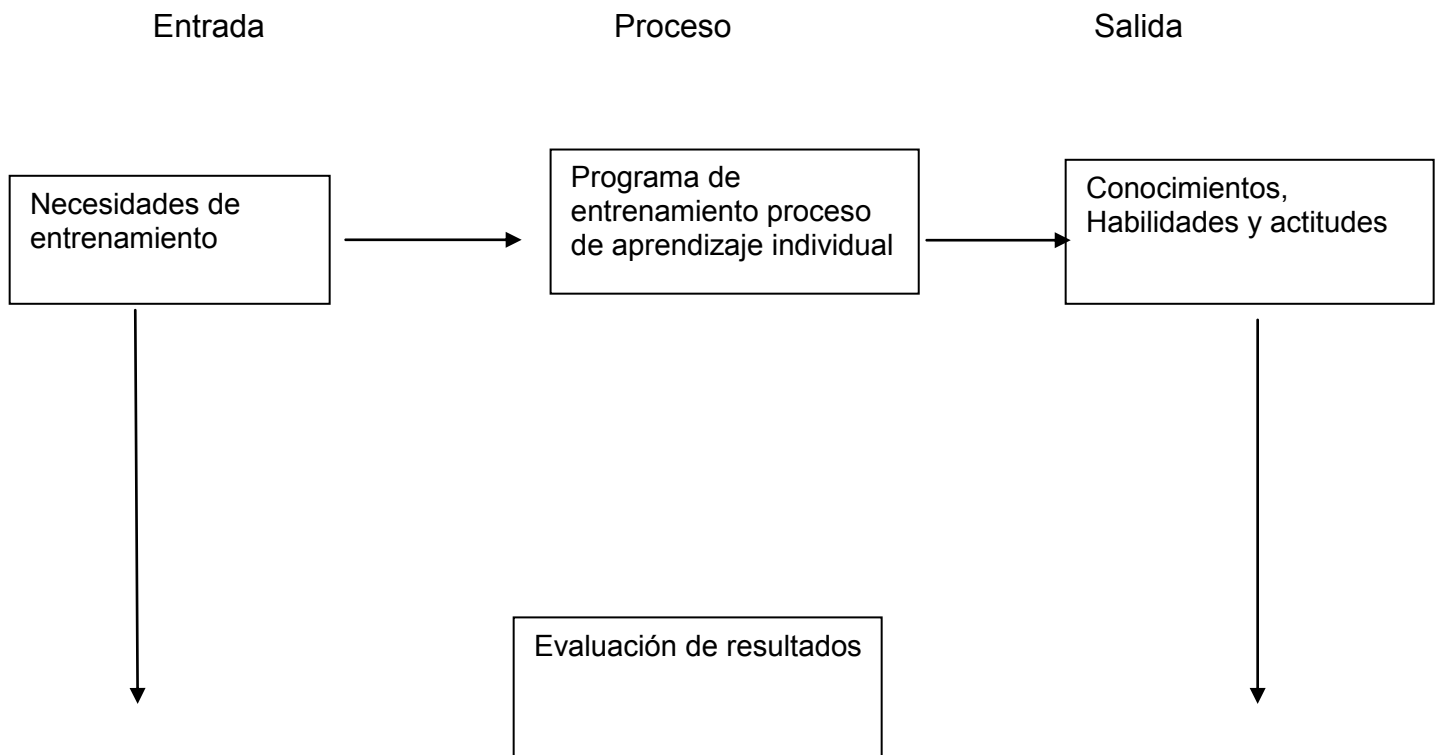 Entrada
Proceso
Salida
Necesidades de
entrenamiento
Programa de
entrenamiento proceso
de aprendizaje individual
Conocimientos,
Habilidades y actitudes
Evaluación de resultados